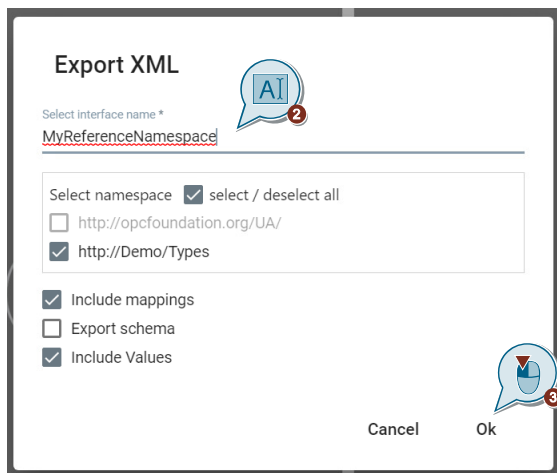 Export XML
AI
2
Select interface name *
MyReferenceNamespace
Select namespace select / deselect all
http://opcfoundation.org/UA/
http://Demo/Types
Include mappings
Export schema
Include Values
3
Cancel Ok